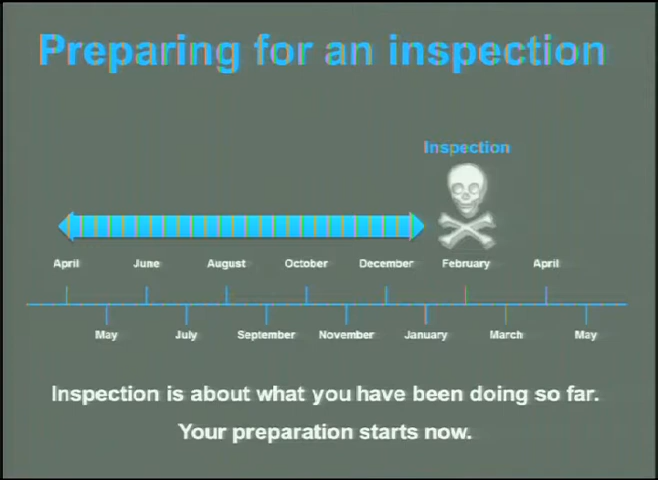 Preparing for an inspection
Inspection
April June August October December February April
May July September November January March May
Inspection is about what you have been doing so far.
Your preparation starts now.